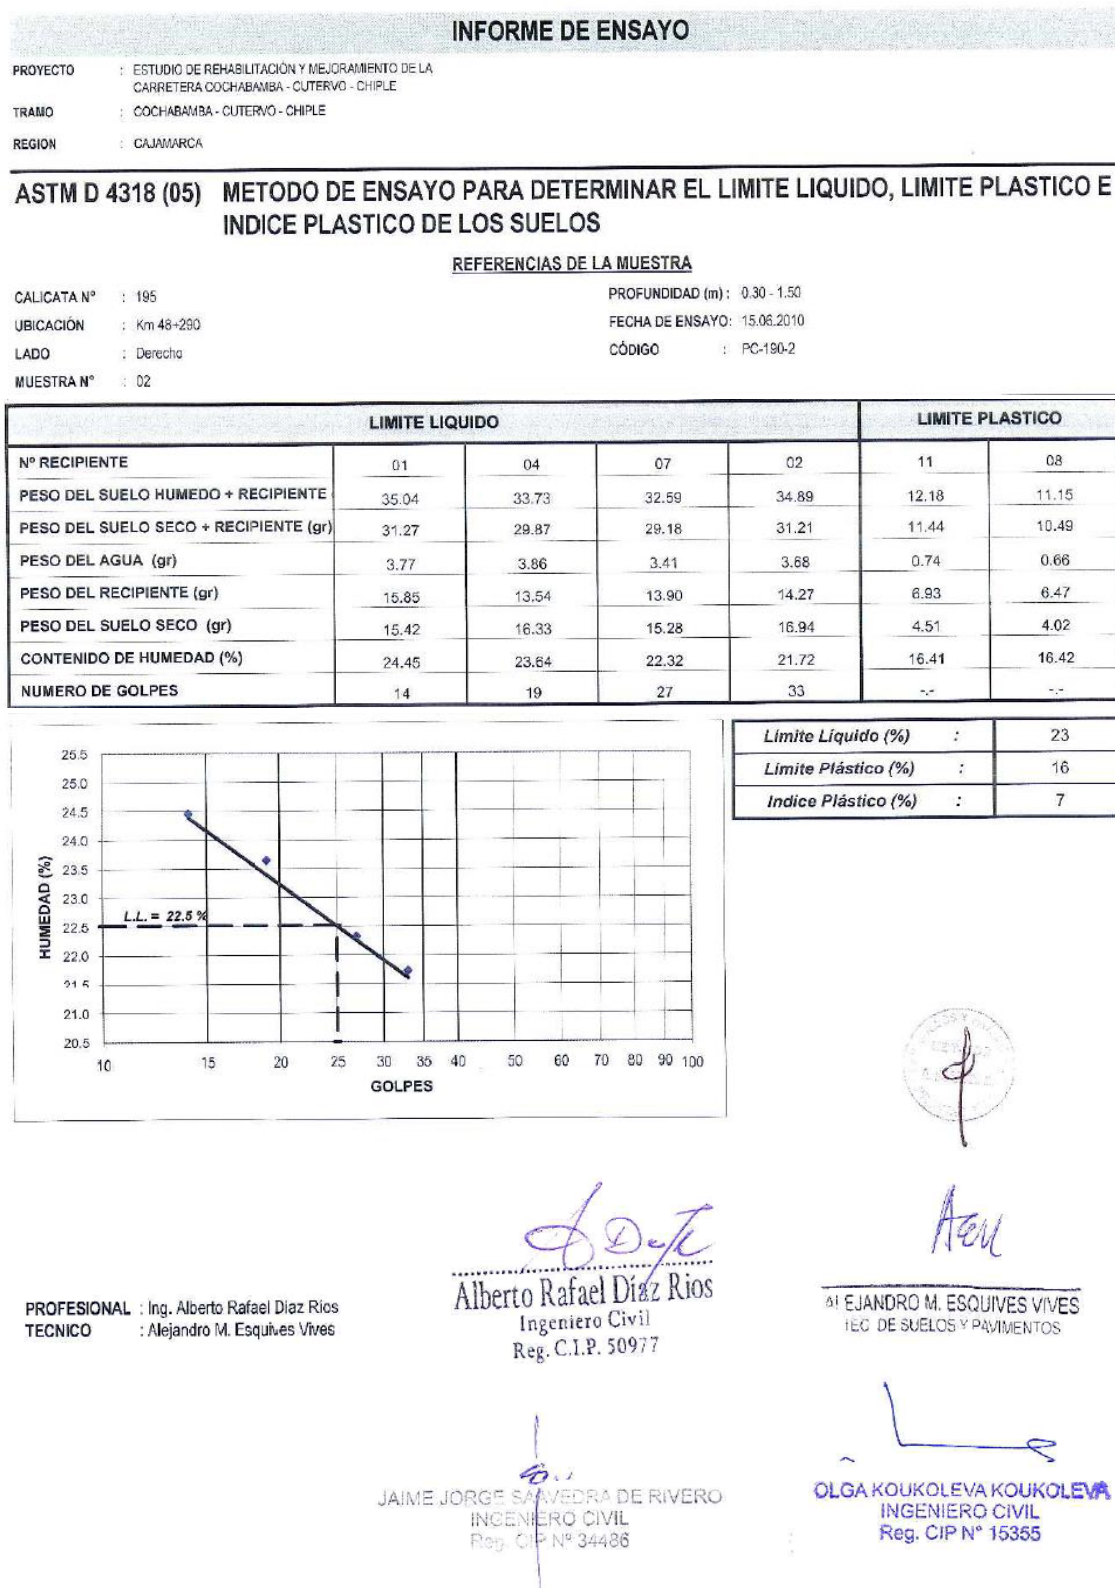 INFORME DE ENSAYO
PROYECTO : ESTUDIO DE REHABILITACIÓN Y MEJORAMIENTO DE LA
CARRETERA COCHABAMBA - CUTERVO - CHIPLE
TRAMO : COCHABAMBA - CUTERVO - CHIPLE
REGION : CAJAMARCA
ASTM D 4318 (05) METODO DE ENSAYO PARA DETERMINAR EL LIMITE LIQUIDO, LIMITE PLASTICO E
INDICE PLASTICO DE LOS SUELOS
REFERENCIAS DE LA MUESTRA
CALICATA Nº : 195 PROFUNDIDAD (m) : 0.30 - 1.50
UBICACIÓN : Km 48+290 FECHA DE ENSAYO: 15.06.2010
LADO : Derecho CÓDIGO : PC-190-2
MUESTRA Nº : 02
LIMITE LIQUIDO LIMITE PLASTICO
Nº RECIPIENTE 01 04 07 02 11 08
PESO DEL SUELO HUMEDO + RECIPIENTE 35.04 33.73 32.59 34.89 12.18 11.15
PESO DEL SUELO SECO + RECIPIENTE (gr) 31.27 29.87 29.18 31.21 11.44 10.49
PESO DEL AGUA (gr) 3.77 3.86 3.41 3.68 0.74 0.66
PESO DEL RECIPIENTE (gr) 15.85 13.54 13.90 14.27 6.93 6.47
PESO DEL SUELO SECO (gr) 15.42 16.33 15.28 16.94 4.51 4.02
CONTENIDO DE HUMEDAD (%) 24.45 23.64 22.32 21.72 16.41 16.42
NUMERO DE GOLPES 14 19 27 33 -.- -.-
Límite Líquido (%) : 23
Límite Plástico (%) : 16
Indice Plástico (%) : 7
25.5
25.0
24.5
24.0
23.5
23.0
22.5
22.0
21.5
21.0
20.5
HUMEDAD (%)
L.L. = 22.5 %
10 15 20 25 30 35 40 50 60 70 80 90 100
GOLPES
PROFESIONAL : Ing. Alberto Rafael Diaz Rios
TECNICO : Alejandro M. Esquives Vives
Alberto Rafael Díaz Rios
Ingeniero Civil
Reg. C.I.P. 50977
ALEJANDRO M. ESQUIVES VIVES
TEC. DE SUELOS Y PAVIMENTOS
JAIME JORGE SAAVEDRA DE RIVERO
INGENIERO CIVIL
Reg. CIP Nº 34486
OLGA KOUKOLEVA KOUKOLEVA
INGENIERO CIVIL
Reg. CIP Nº 15355